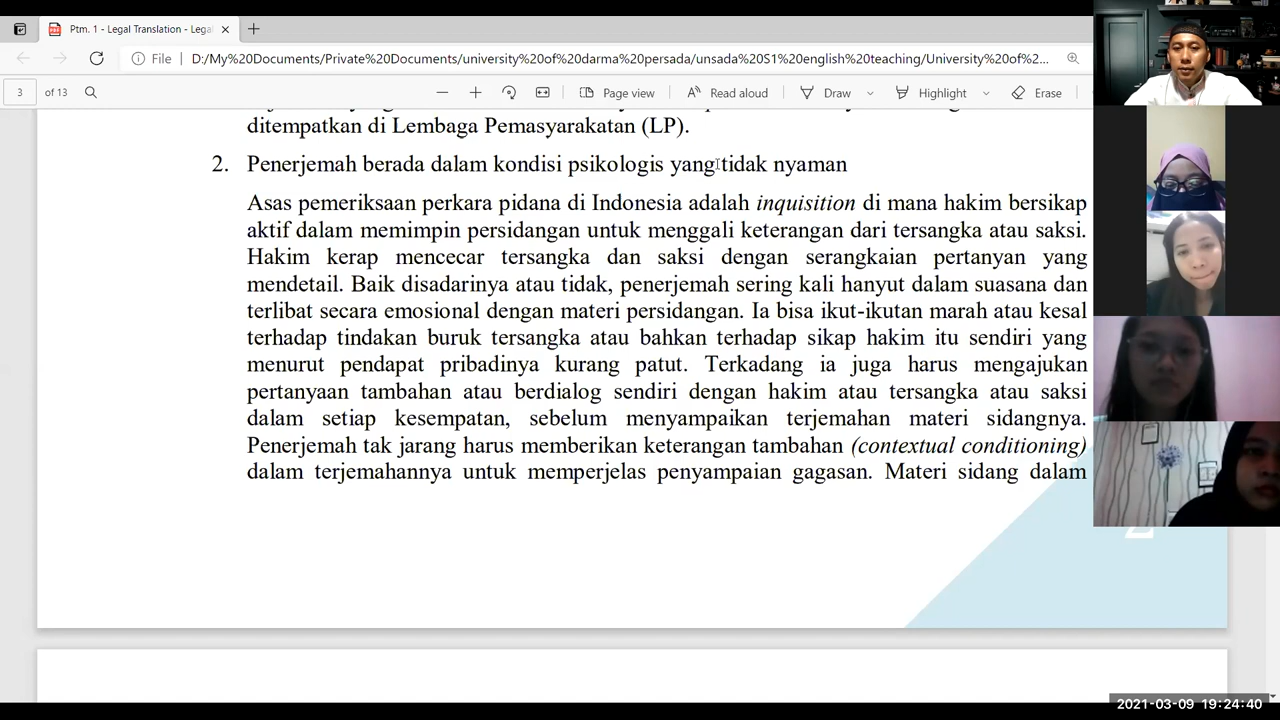 Ptm. 1 - Legal Translation - Lega
File
D:/My%20Documents/Private%20Documents/university%20of%20darma%20persada/unsada%20S1%20english%20teaching/University%20of%2...
3 of 13
Page view
Read aloud
Draw
Highlight
Erase
ditempatkan di Lembaga Pemasyarakatan (LP).
2. Penerjemah berada dalam kondisi psikologis yang tidak nyaman
Asas pemeriksaan perkara pidana di Indonesia adalah inquisition di mana hakim bersikap
aktif dalam memimpin persidangan untuk menggali keterangan dari tersangka atau saksi.
Hakim kerap mencecar tersangka dan saksi dengan serangkaian pertanyan yang
mendetail. Baik disadarinya atau tidak, penerjemah sering kali hanyut dalam suasana dan
terlibat secara emosional dengan materi persidangan. Ia bisa ikut-ikutan marah atau kesal
terhadap tindakan buruk tersangka atau bahkan terhadap sikap hakim itu sendiri yang
menurut pendapat pribadinya kurang patut. Terkadang ia juga harus mengajukan
pertanyaan tambahan atau berdialog sendiri dengan hakim atau tersangka atau saksi
dalam setiap kesempatan, sebelum menyampaikan terjemahan materi sidangnya.
Penerjemah tak jarang harus memberikan keterangan tambahan (contextual conditioning)
dalam terjemahannya untuk memperjelas penyampaian gagasan. Materi sidang dalam
2021-03-09 19:24:40